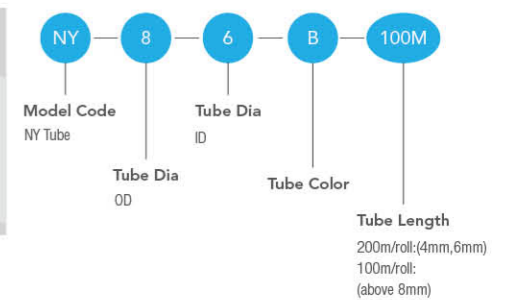 NY — 8 — 6 — B — 100M
Model Code
NY Tube
Tube Dia
OD
Tube Dia
ID
Tube Color
Tube Length
200m/roll:(4mm,6mm)
100m/roll:
(above 8mm)